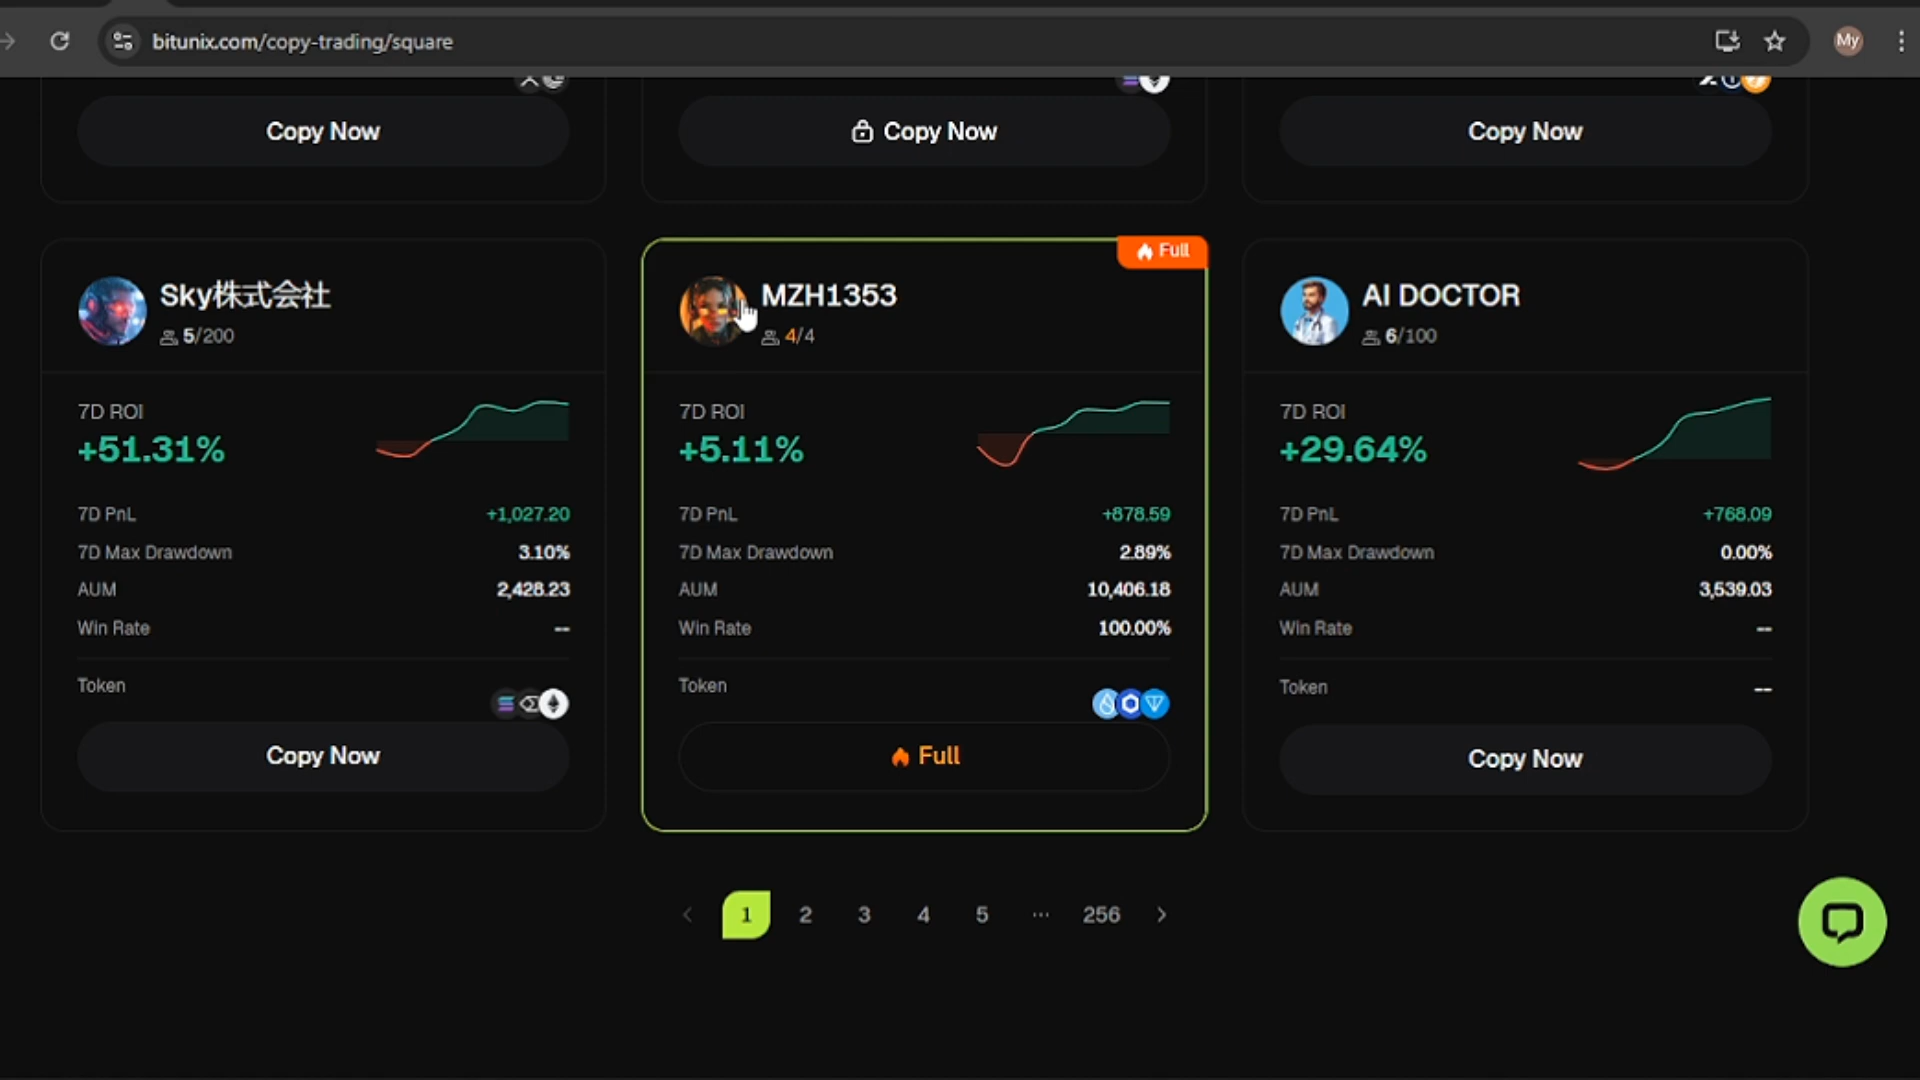 bitunix.com/copy-trading/square
My
Copy Now
Copy Now
Copy Now
Sky株式会社
5/200
7D ROI
+51.31%
7D PnL +1,027.20
7D Max Drawdown 3.10%
AUM 2,428.23
Win Rate --
Token
Copy Now
Full
MZH1353
4/4
7D ROI
+5.11%
7D PnL +878.59
7D Max Drawdown 2.89%
AUM 10,406.18
Win Rate 100.00%
Token
Full
AI DOCTOR
6/100
7D ROI
+29.64%
7D PnL +768.09
7D Max Drawdown 0.00%
AUM 3,539.03
Win Rate --
Token --
Copy Now
1 2 3 4 5 ... 256